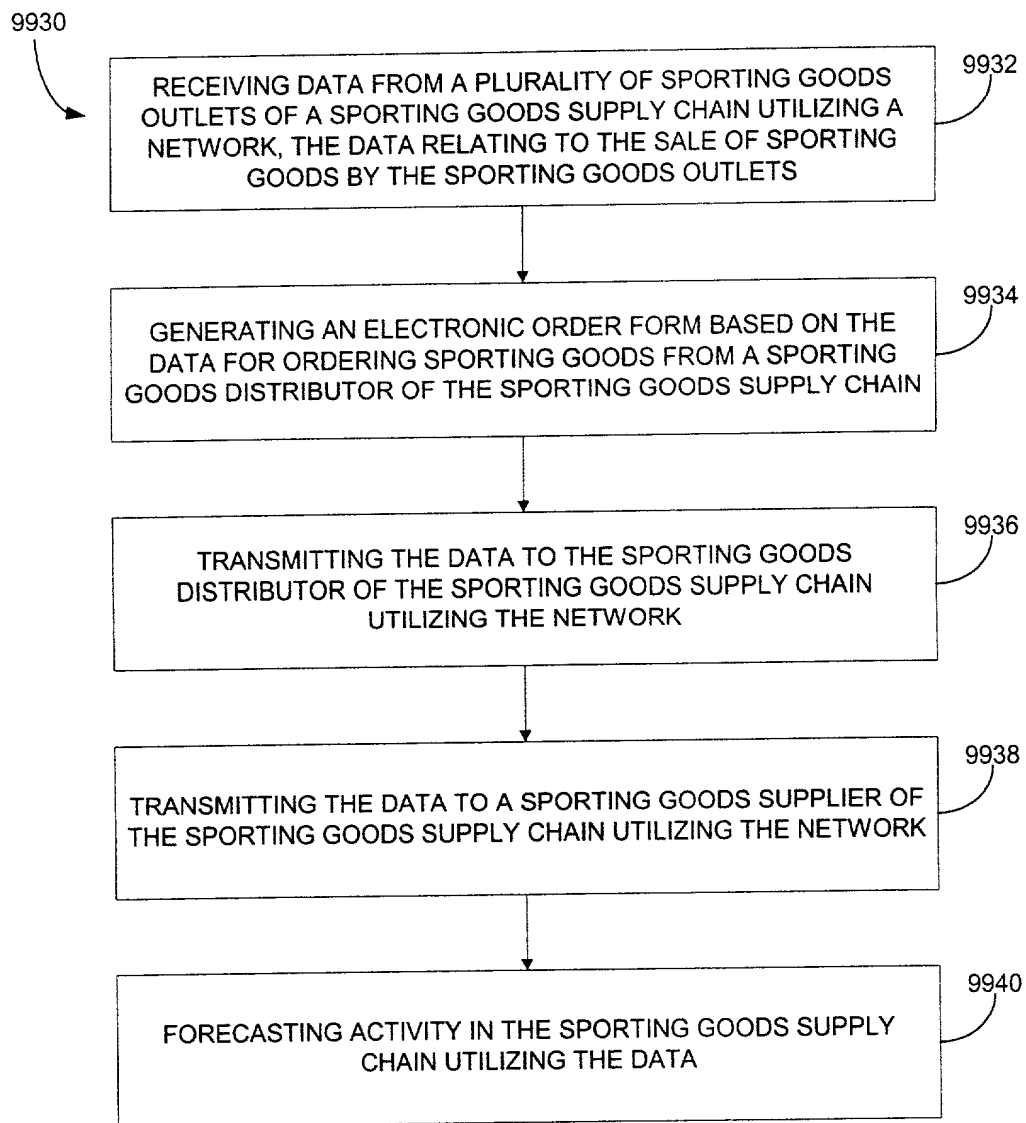 9930
RECEIVING DATA FROM A PLURALITY OF SPORTING GOODS
OUTLETS OF A SPORTING GOODS SUPPLY CHAIN UTILIZING A
NETWORK, THE DATA RELATING TO THE SALE OF SPORTING
GOODS BY THE SPORTING GOODS OUTLETS
9932
GENERATING AN ELECTRONIC ORDER FORM BASED ON THE
DATA FOR ORDERING SPORTING GOODS FROM A SPORTING
GOODS DISTRIBUTOR OF THE SPORTING GOODS SUPPLY CHAIN
9934
TRANSMITTING THE DATA TO THE SPORTING GOODS
DISTRIBUTOR OF THE SPORTING GOODS SUPPLY CHAIN
UTILIZING THE NETWORK
9936
TRANSMITTING THE DATA TO A SPORTING GOODS SUPPLIER OF
THE SPORTING GOODS SUPPLY CHAIN UTILIZING THE NETWORK
9938
FORECASTING ACTIVITY IN THE SPORTING GOODS SUPPLY
CHAIN UTILIZING THE DATA
9940